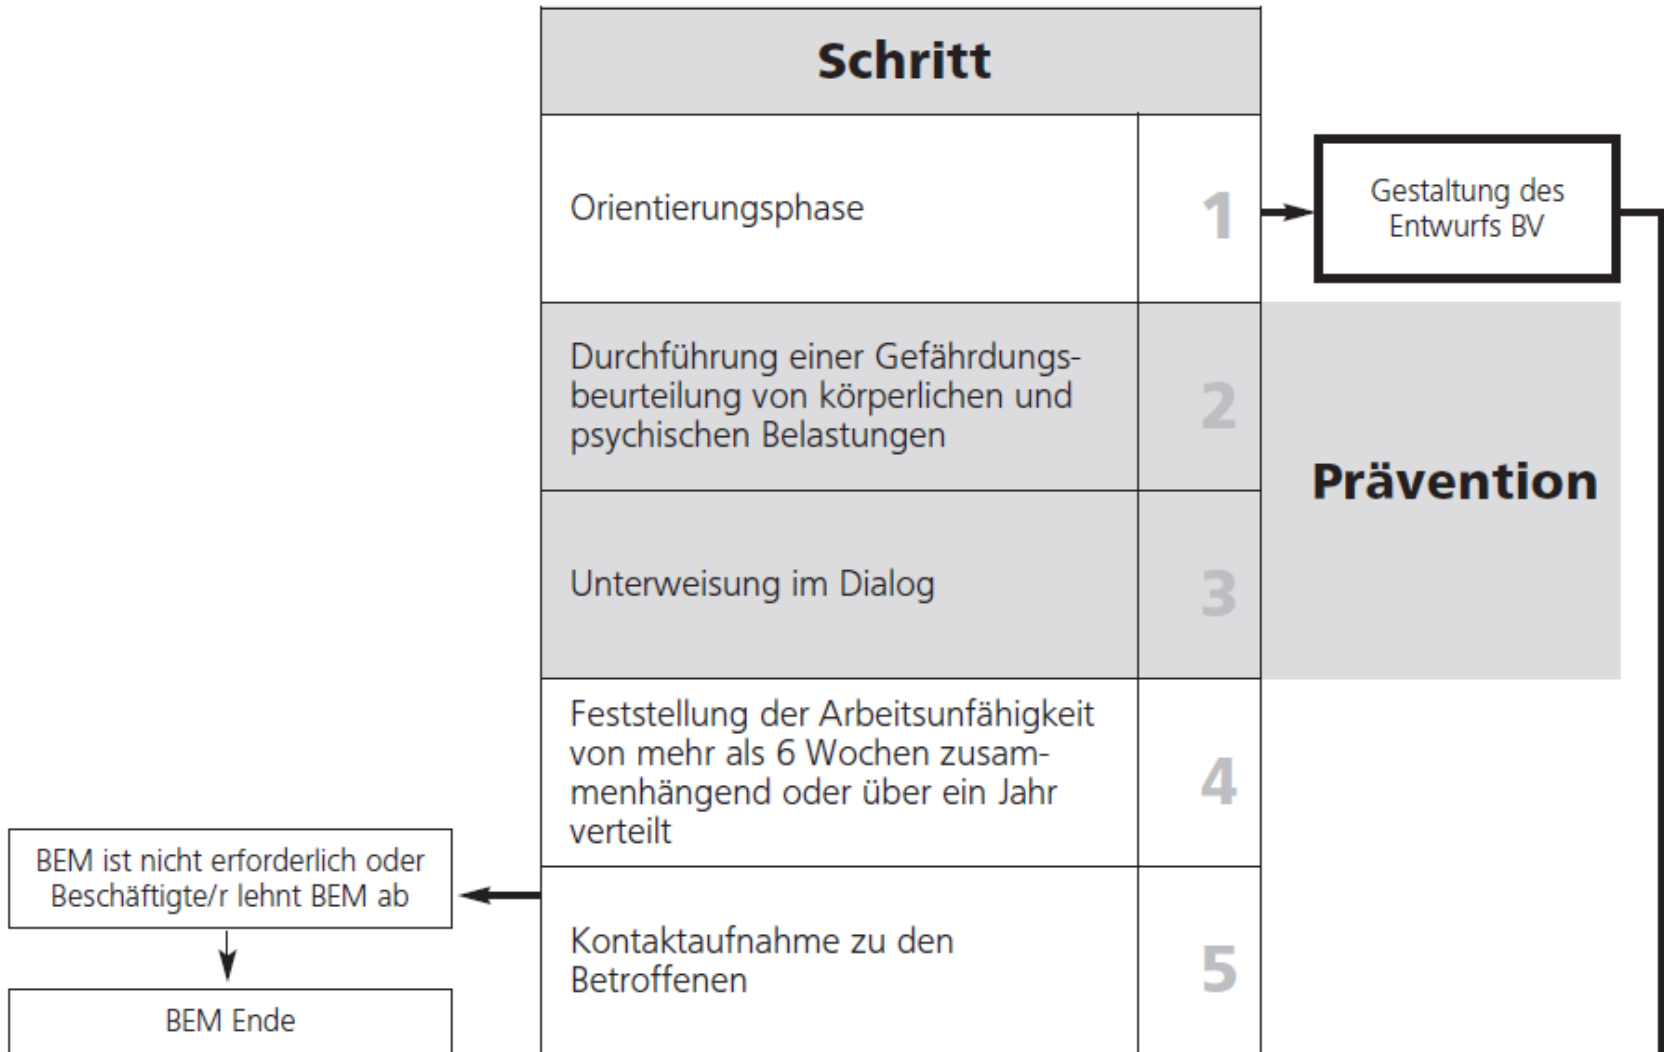 Schritt
Orientierungsphase
1
Gestaltung des
Entwurfs BV
Durchführung einer Gefährdungs-
beurteilung von körperlichen und
psychischen Belastungen
2
Prävention
Unterweisung im Dialog
3
Feststellung der Arbeitsunfähigkeit
von mehr als 6 Wochen zusam-
menhängend oder über ein Jahr
verteilt
4
BEM ist nicht erforderlich oder
Beschäftigte/r lehnt BEM ab
Kontaktaufnahme zu den
Betroffenen
5
BEM Ende